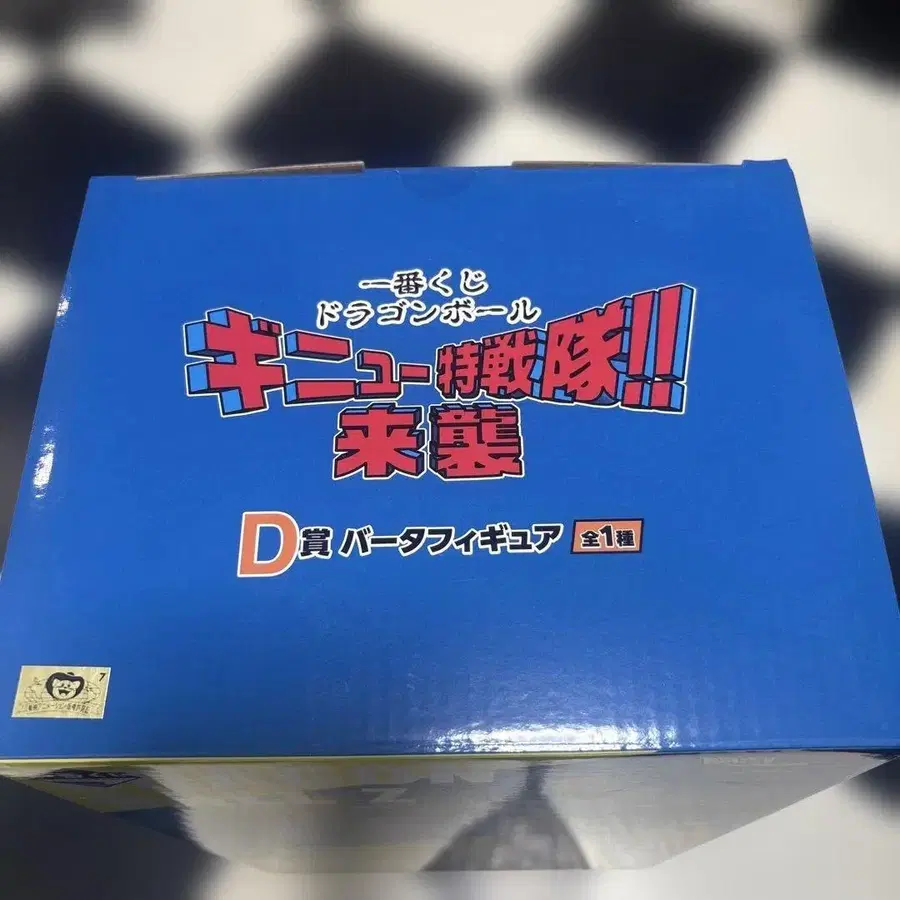 一番くじ
ドラゴンボール
ギニュー特戦隊!!
来襲
D賞 バータフィギュア 全1種
7